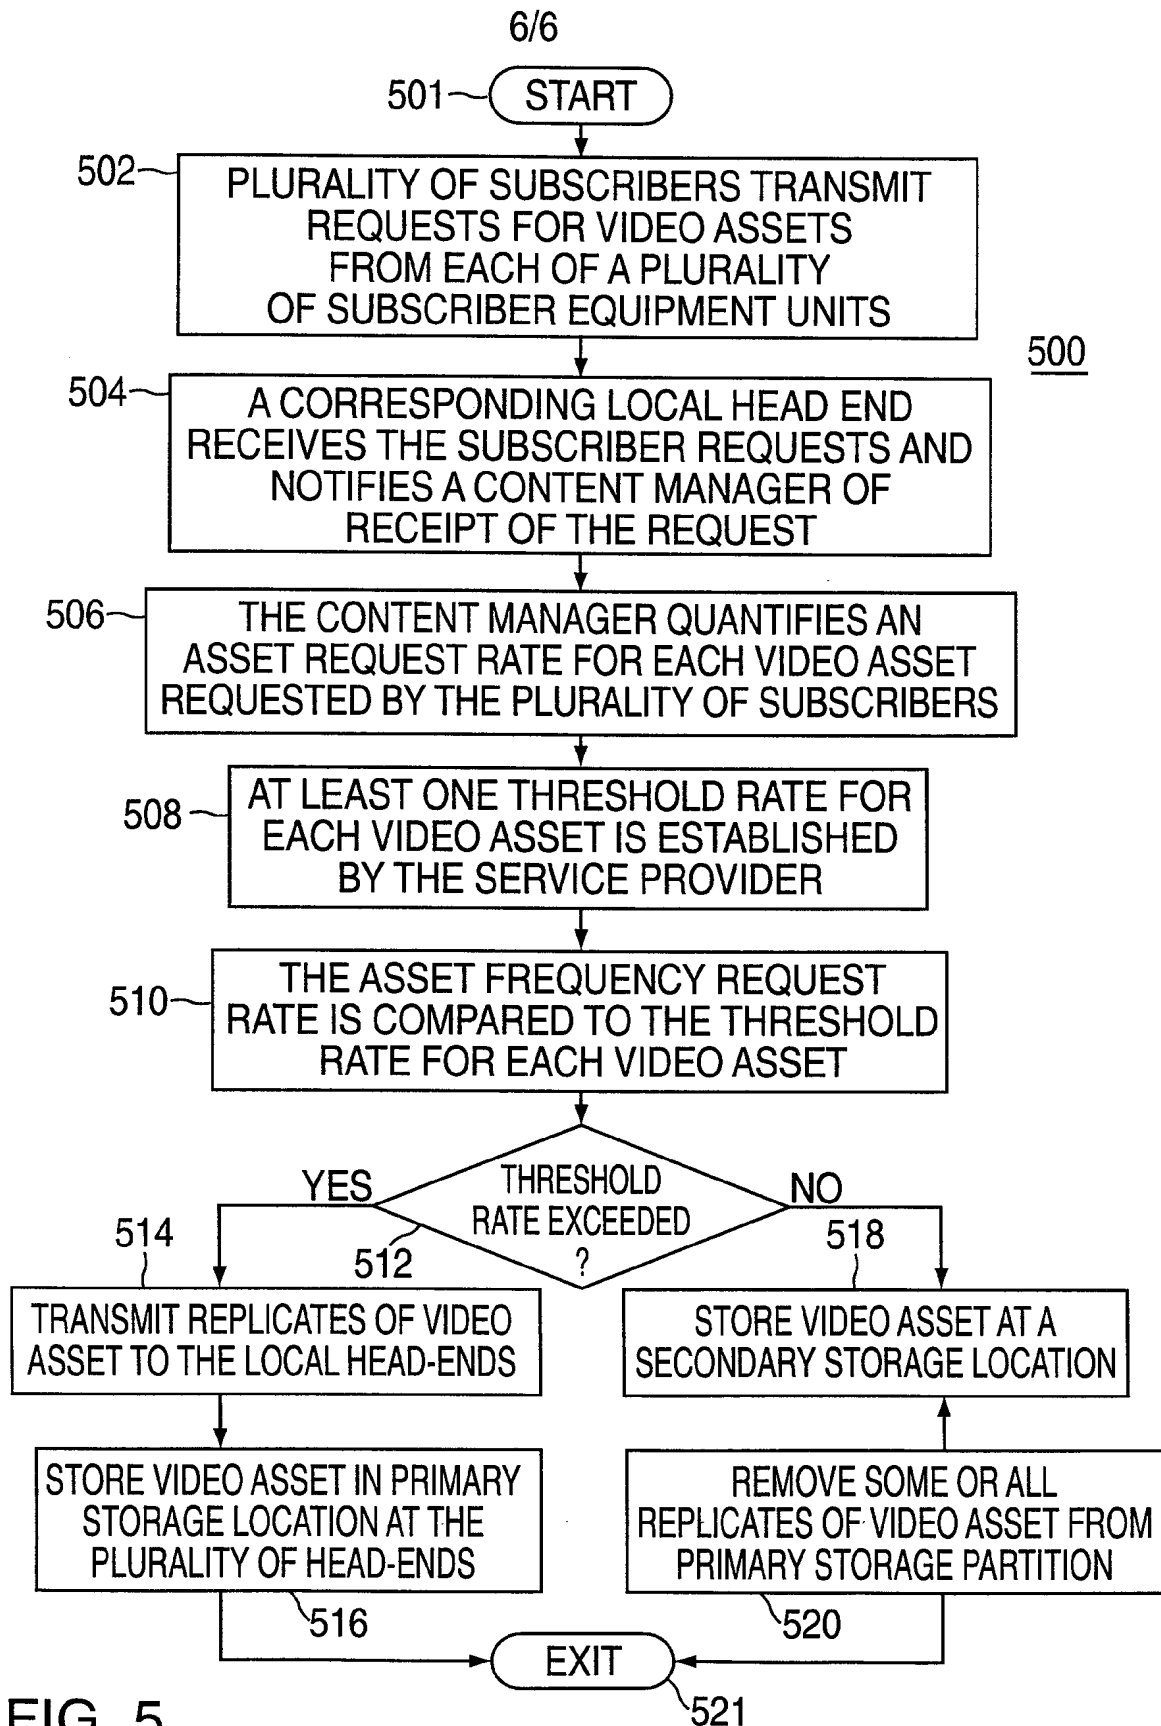 6/6
501
START
502
PLURALITY OF SUBSCRIBERS TRANSMIT
REQUESTS FOR VIDEO ASSETS
FROM EACH OF A PLURALITY
OF SUBSCRIBER EQUIPMENT UNITS
500
504
A CORRESPONDING LOCAL HEAD END
RECEIVES THE SUBSCRIBER REQUESTS AND
NOTIFIES A CONTENT MANAGER OF
RECEIPT OF THE REQUEST
506
THE CONTENT MANAGER QUANTIFIES AN
ASSET REQUEST RATE FOR EACH VIDEO ASSET
REQUESTED BY THE PLURALITY OF SUBSCRIBERS
508
AT LEAST ONE THRESHOLD RATE FOR
EACH VIDEO ASSET IS ESTABLISHED
BY THE SERVICE PROVIDER
510
THE ASSET FREQUENCY REQUEST
RATE IS COMPARED TO THE THRESHOLD
RATE FOR EACH VIDEO ASSET
YES
THRESHOLD
RATE EXCEEDED
?
NO
512
514
TRANSMIT REPLICATES OF VIDEO
ASSET TO THE LOCAL HEAD-ENDS
518
STORE VIDEO ASSET AT A
SECONDARY STORAGE LOCATION
STORE VIDEO ASSET IN PRIMARY
STORAGE LOCATION AT THE
PLURALITY OF HEAD-ENDS
516
REMOVE SOME OR ALL
REPLICATES OF VIDEO ASSET FROM
PRIMARY STORAGE PARTITION
520
EXIT
521
FIG. 5